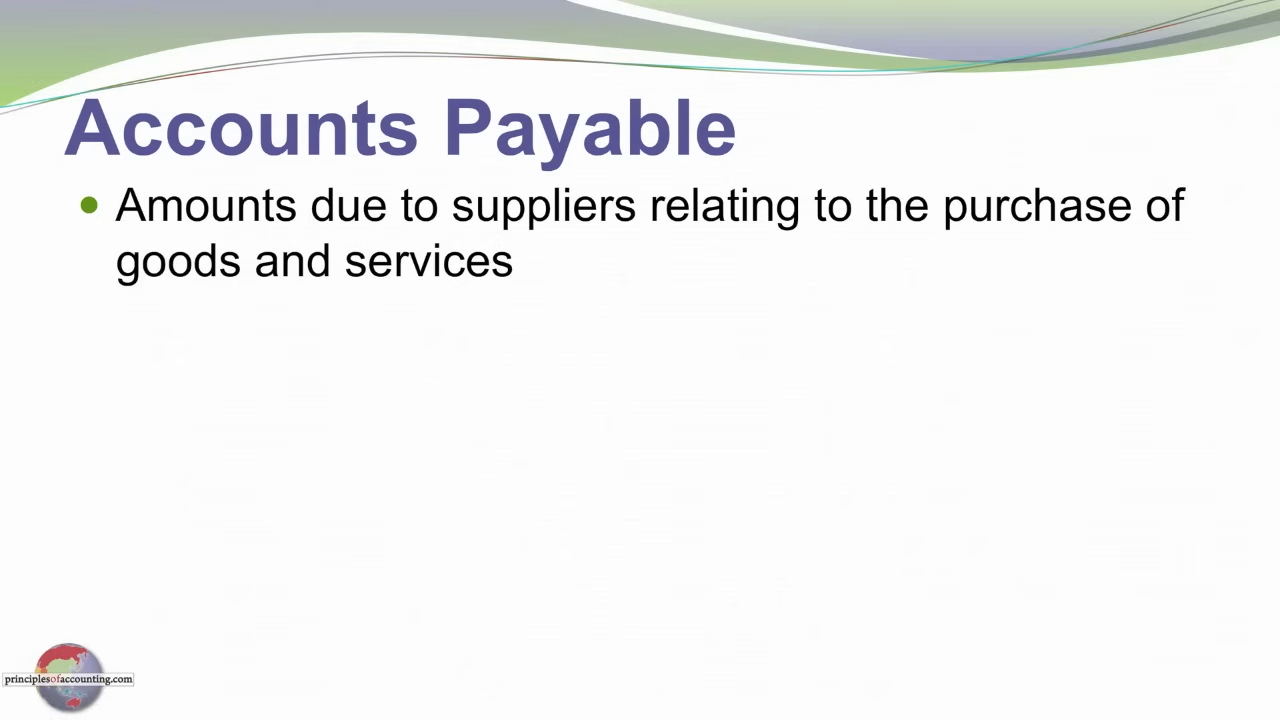 Accounts Payable
• Amounts due to suppliers relating to the purchase of
goods and services
principlesofaccounting.com